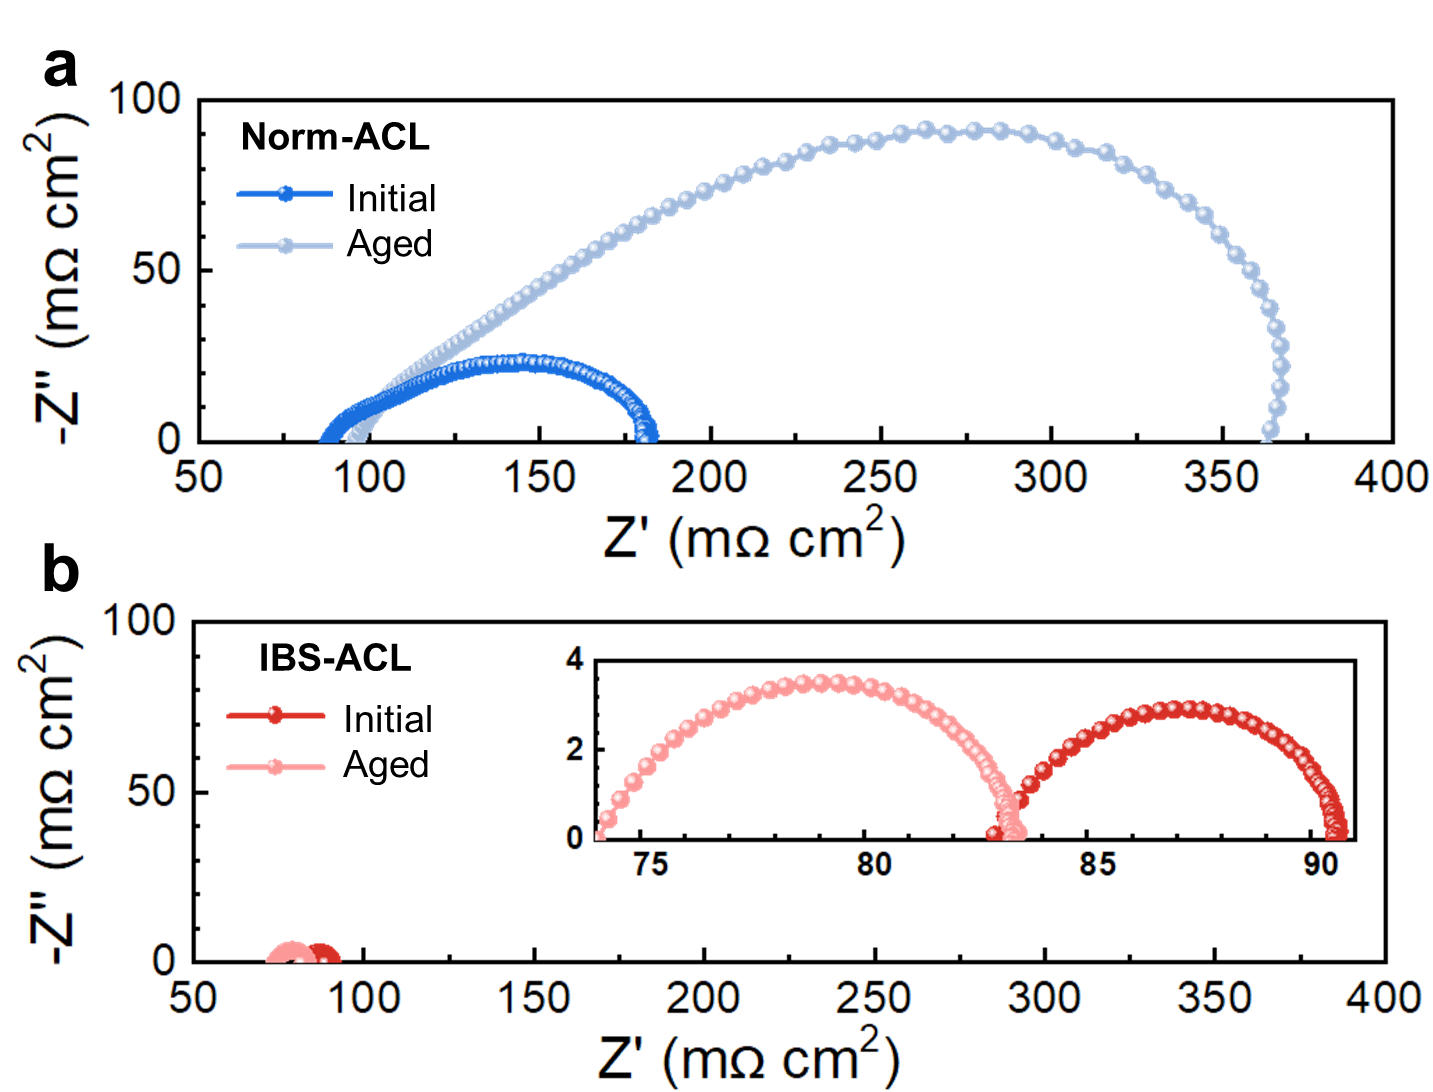 a
100
50
0
-Z'' (mΩ cm²)
Norm-ACL
Initial
Aged
50 100 150 200 250 300 350 400
Z' (mΩ cm²)
b
100
50
0
-Z'' (mΩ cm²)
IBS-ACL
Initial
Aged
4
2
0
75 80 85 90
50 100 150 200 250 300 350 400
Z' (mΩ cm²)